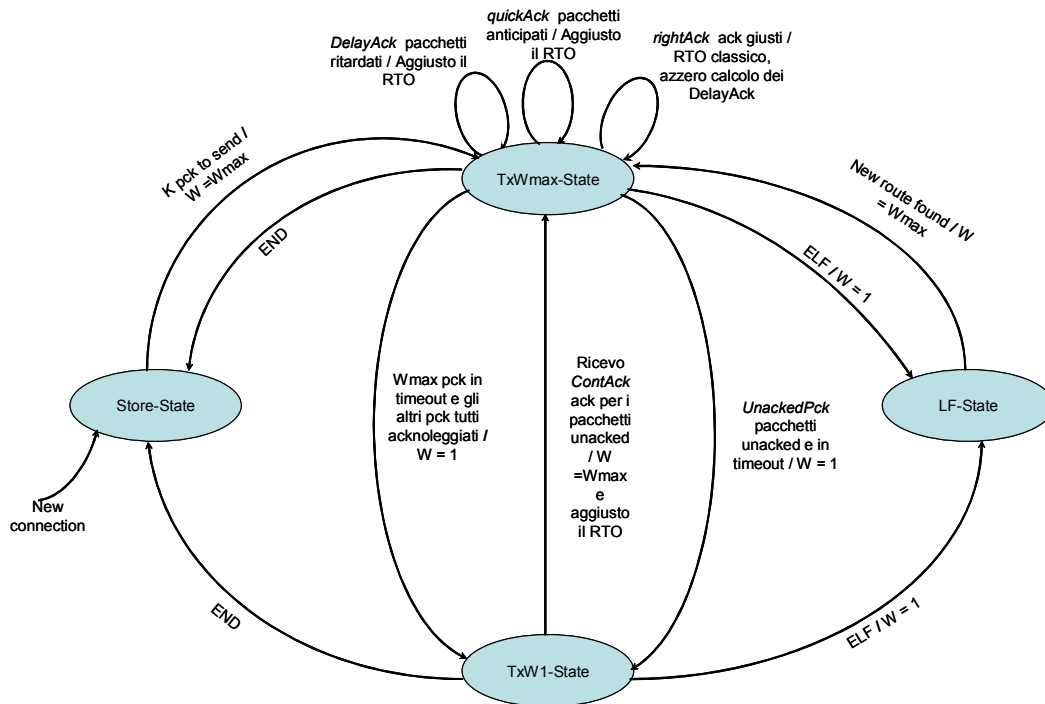 quickAck pacchetti
anticipati / Aggiusto
il RTO
DelayAck pacchetti
ritardati / Aggiusto il
RTO
rightAck ack giusti /
RTO classico,
azzero calcolo dei
DelayAck
K pck to send /
W =Wmax
TxWmax-State
New route found / W
= Wmax
END
ELF / W = 1
Store-State
Wmax pck in
timeout e gli
altri pck tutti
acknoleggiati /
W = 1
Ricevo
ContAck
ack per i
pacchetti
unacked
/ W
=Wmax
e
aggiusto
il RTO
UnackedPck
pacchetti
unacked e in
timeout / W = 1
LF-State
New
connection
END
ELF / W = 1
TxW1-State